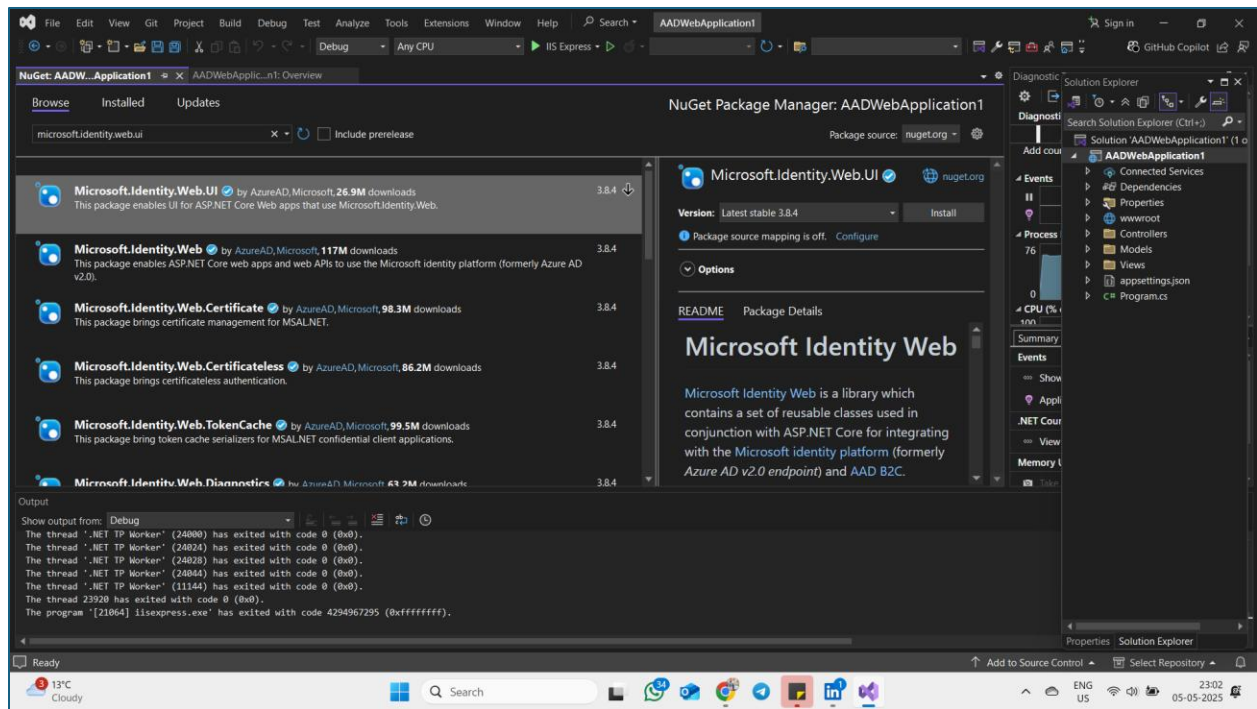 File Edit View Git Project Build Debug Test Analyze Tools Extensions Window Help Search AADWebApplication1 Sign in
Debug Any CPU IIS Express GitHub Copilot
NuGet: AADW...Application1 AADWebApplic...n1: Overview
Browse Installed Updates
NuGet Package Manager: AADWebApplication1
microsoft.identity.web.ui Include prerelease
Package source: nuget.org
Microsoft.Identity.Web.UI by AzureAD,Microsoft, 26.9M downloads 3.8.4
This package enables UI for ASP.NET Core Web apps that use Microsoft.Identity.Web.
Microsoft.Identity.Web by AzureAD,Microsoft, 117M downloads 3.8.4
This package enables ASP.NET Core web apps and web APIs to use the Microsoft identity platform (formerly Azure AD
v2.0).
Microsoft.Identity.Web.Certificate by AzureAD,Microsoft, 98.3M downloads 3.8.4
This package brings certificate management for MSAL.NET.
Microsoft.Identity.Web.Certificateless by AzureAD,Microsoft, 86.2M downloads 3.8.4
This package brings certificateless authentication.
Microsoft.Identity.Web.TokenCache by AzureAD,Microsoft, 99.5M downloads 3.8.4
This package bring token cache serializers for MSAL.NET confidential client applications.
Microsoft.Identity.Web.Diagnostics by AzureAD,Microsoft, 63.2M downloads 3.8.4
Microsoft.Identity.Web.UI nuget.org
Version: Latest stable 3.8.4 Install
Package source mapping is off. Configure
Options
README Package Details
Microsoft Identity Web
Microsoft Identity Web is a library which
contains a set of reusable classes used in
conjunction with ASP.NET Core for integrating
with the Microsoft identity platform (formerly
Azure AD v2.0 endpoint) and AAD B2C.
Diagnostic
Diagnosti
Add cour
Events
Process
76
0
CPU (%
100
Summary
Events
Show
Appli
.NET Cour
View
Memory U
Take
Solution Explorer
Search Solution Explorer (Ctrl+;)
Solution 'AADWebApplication1' (1 o
AADWebApplication1
Connected Services
Dependencies
Properties
wwwroot
Controllers
Models
Views
appsettings.json
C# Program.cs
Properties Solution Explorer
Output
Show output from: Debug
The thread '.NET TP Worker' (24000) has exited with code 0 (0x0).
The thread '.NET TP Worker' (24024) has exited with code 0 (0x0).
The thread '.NET TP Worker' (24028) has exited with code 0 (0x0).
The thread '.NET TP Worker' (24044) has exited with code 0 (0x0).
The thread '.NET TP Worker' (11144) has exited with code 0 (0x0).
The thread 23920 has exited with code 0 (0x0).
The program '[21064] iisexpress.exe' has exited with code 4294967295 (0xffffffff).
Ready Add to Source Control Select Repository
3 13°C
Cloudy
Search
34
1
ENG
US
23:02
05-05-2025